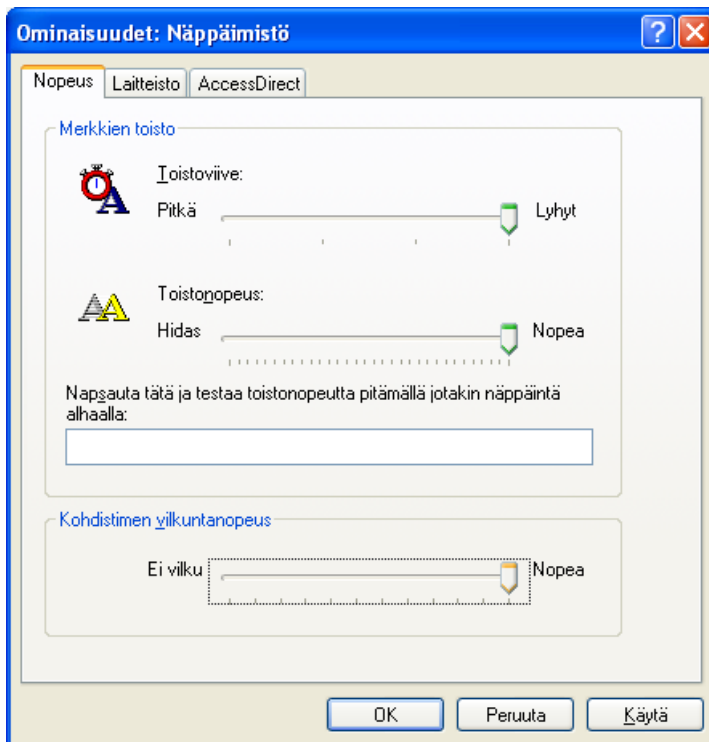 Ominaisuudet: Näppäimistö
Nopeus Laitteisto AccessDirect
Merkkien toisto
Toistoviive:
Pitkä Lyhyt
Toistonopeus:
Hidas Nopea
Napsauta tätä ja testaa toistonopeutta pitämällä jotakin näppäintä
alhaalla:
Kohdistimen vilkuntanopeus
Ei vilku Nopea
OK Peruuta Käytä